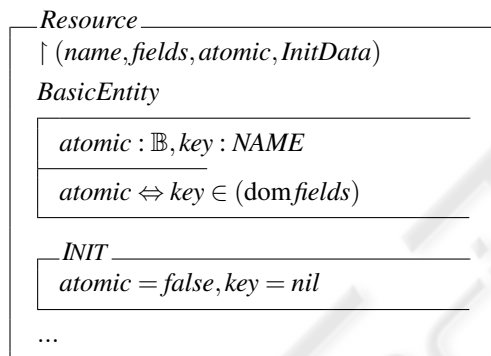 Resource
↾ (name, fields, atomic, InitData)
BasicEntity
atomic : 𝔹, key : NAME
atomic ⇔ key ∈ (dom fields)
INIT
atomic = false, key = nil
...